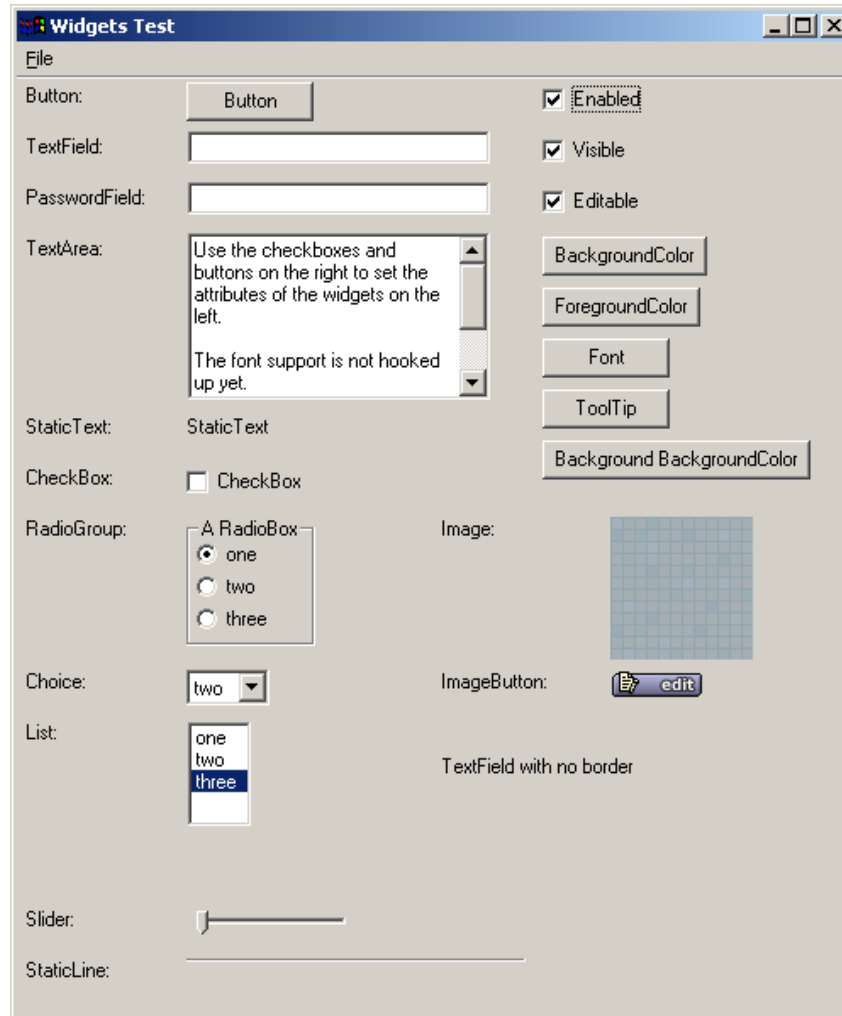 Widgets Test
File
Button: Button Enabled
TextField: Visible
PasswordField: Editable
TextArea: Use the checkboxes and
buttons on the right to set the
attributes of the widgets on the
left.
The font support is not hooked
up yet.
BackgroundColor
ForegroundColor
Font
ToolTip
Background BackgroundColor
StaticText: StaticText
CheckBox: CheckBox
RadioGroup: A RadioBox
one
two
three
Image:
Choice: two
ImageButton: edit
List: one
two
three
TextField with no border
Slider:
StaticLine: